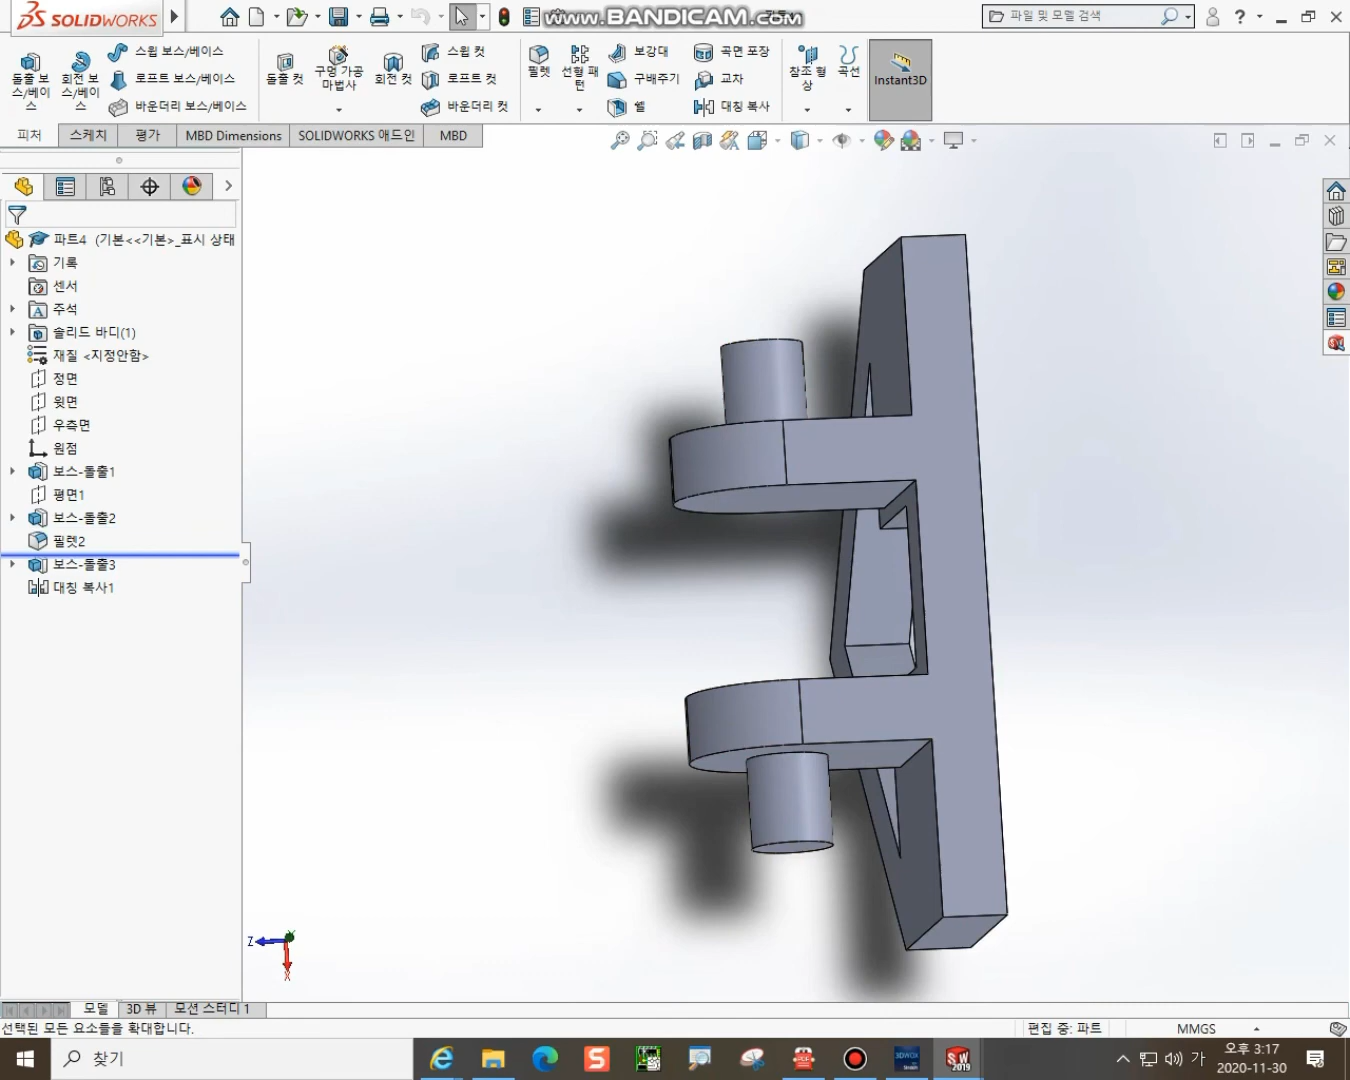 SOLIDWORKS
www.BANDICAM.com
파일 및 모델 검색
돌출 보스/베이스
회전 보스/베이스
스윕 보스/베이스
로프트 보스/베이스
바운더리 보스/베이스
돌출 컷
구멍 가공 마법사
회전 컷
스윕 컷
로프트 컷
바운더리 컷
필렛
선형 패턴
보강대
구배주기
쉘
곡면 포장
교차
대칭 복사
참조 형상
곡선
Instant3D
피처
스케치
평가
MBD Dimensions
SOLIDWORKS 애드인
MBD
파트4 (기본<<기본>_표시 상태
기록
센서
주석
솔리드 바디(1)
재질 <지정안함>
정면
윗면
우측면
원점
보스-돌출1
평면1
보스-돌출2
필렛2
보스-돌출3
대칭 복사1
Z
X
모델
3D 뷰
모션 스터디 1
선택된 모든 요소들을 확대합니다.
편집 중: 파트
MMGS
찾기
가
오후 3:17
2020-11-30